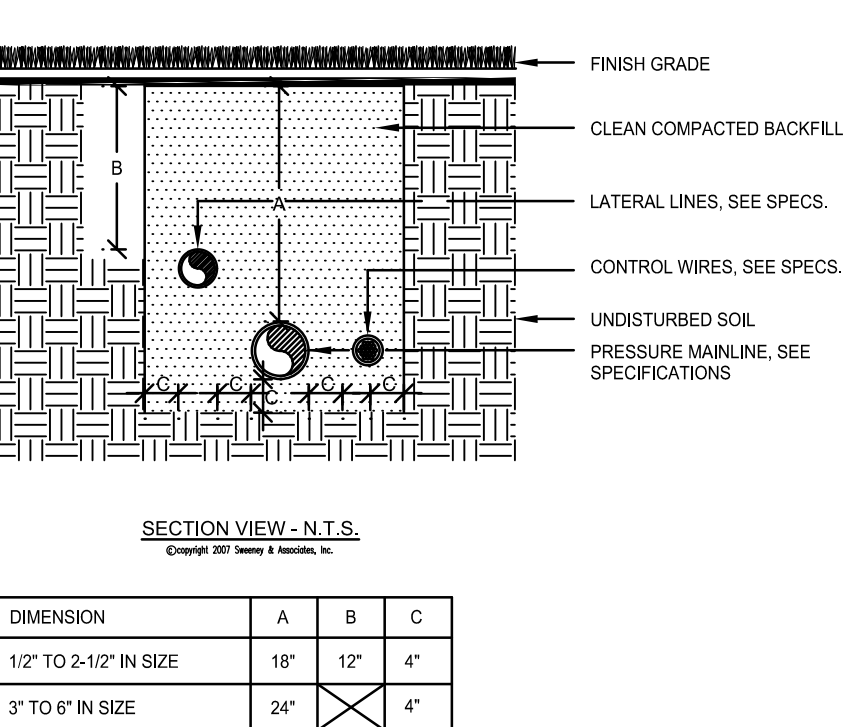 FINISH GRADE
CLEAN COMPACTED BACKFILL
B
A
LATERAL LINES, SEE SPECS.
CONTROL WIRES, SEE SPECS.
UNDISTURBED SOIL
PRESSURE MAINLINE, SEE
SPECIFICATIONS
C C C C
C
SECTION VIEW - N.T.S.
©copyright 2007 Sweeney & Associates, Inc.
DIMENSION A B C
1/2" TO 2-1/2" IN SIZE 18" 12" 4"
3" TO 6" IN SIZE 24" 4"